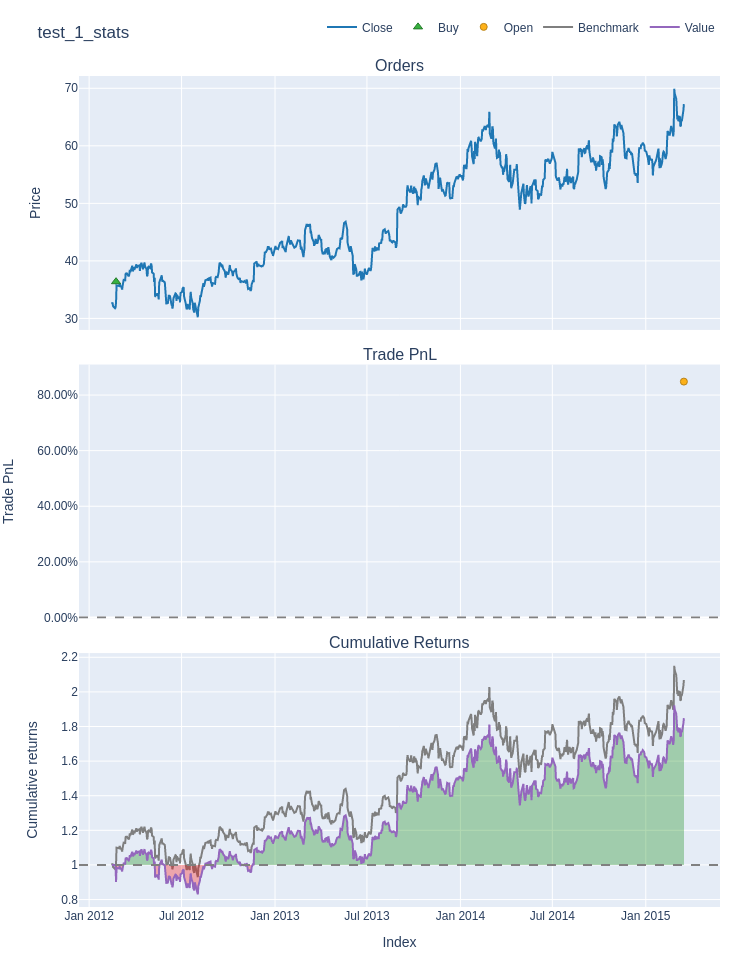 test_1_stats
Close Buy Open Benchmark Value
Orders
70
60
50
40
30
Price
Trade PnL
80.00%
60.00%
40.00%
20.00%
0.00%
Trade PnL
Cumulative Returns
2.2
2
1.8
1.6
1.4
1.2
1
0.8
Cumulative returns
Jan 2012 Jul 2012 Jan 2013 Jul 2013 Jan 2014 Jul 2014 Jan 2015
Index